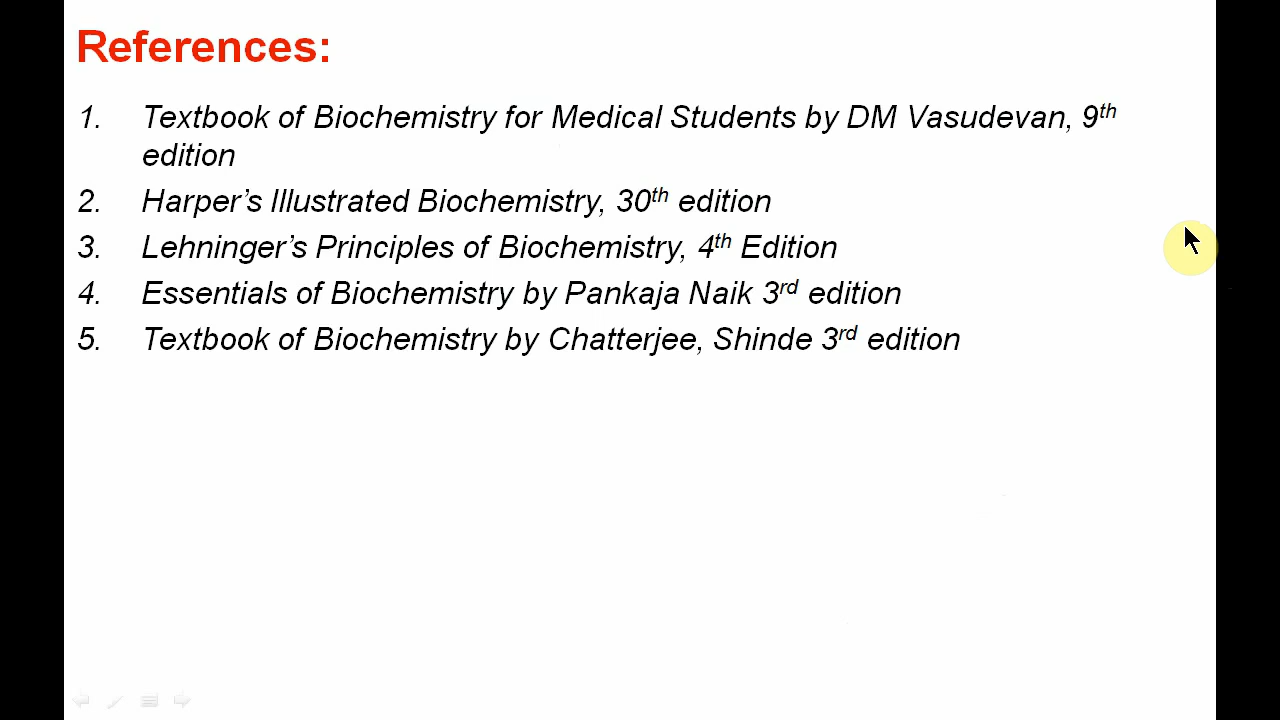 References:
1. Textbook of Biochemistry for Medical Students by DM Vasudevan, 9th
edition
2. Harper’s Illustrated Biochemistry, 30th edition
3. Lehninger’s Principles of Biochemistry, 4th Edition
4. Essentials of Biochemistry by Pankaja Naik 3rd edition
5. Textbook of Biochemistry by Chatterjee, Shinde 3rd edition